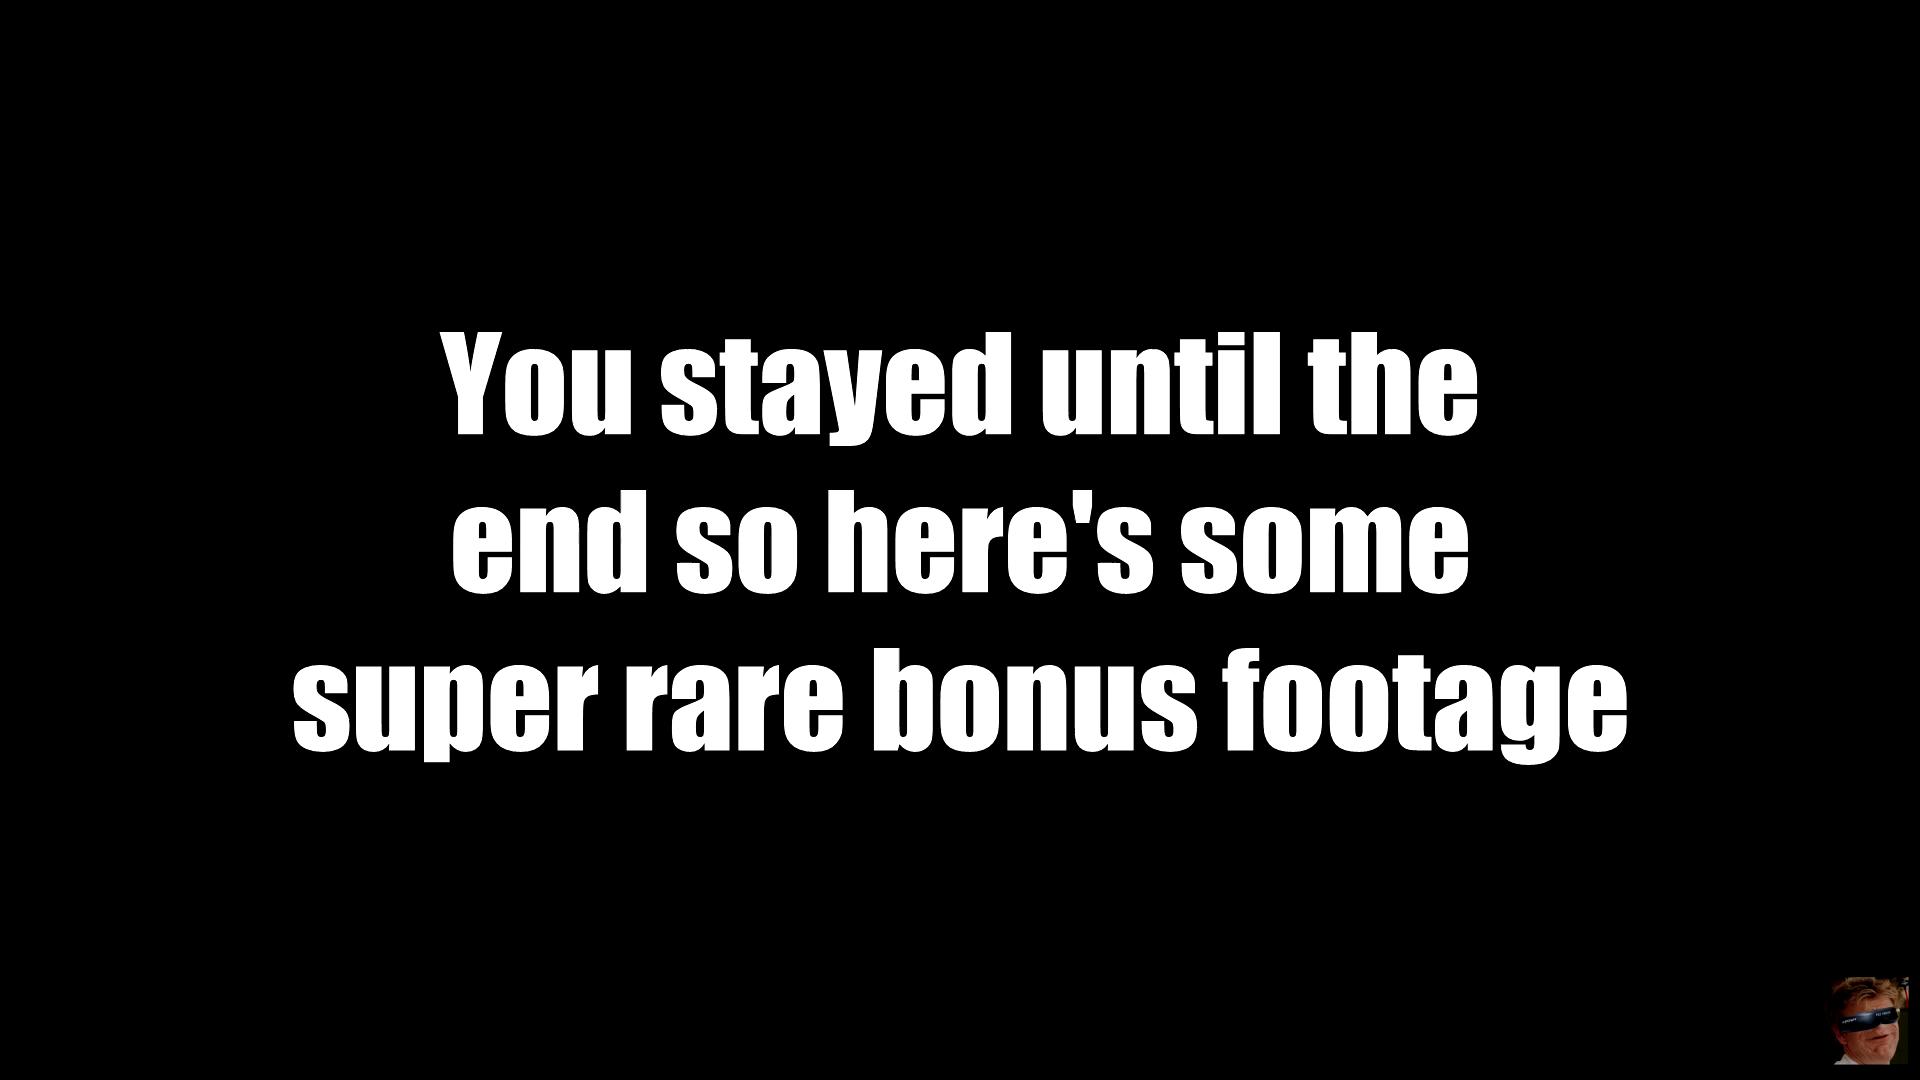 You stayed until the
end so here's some
super rare bonus footage